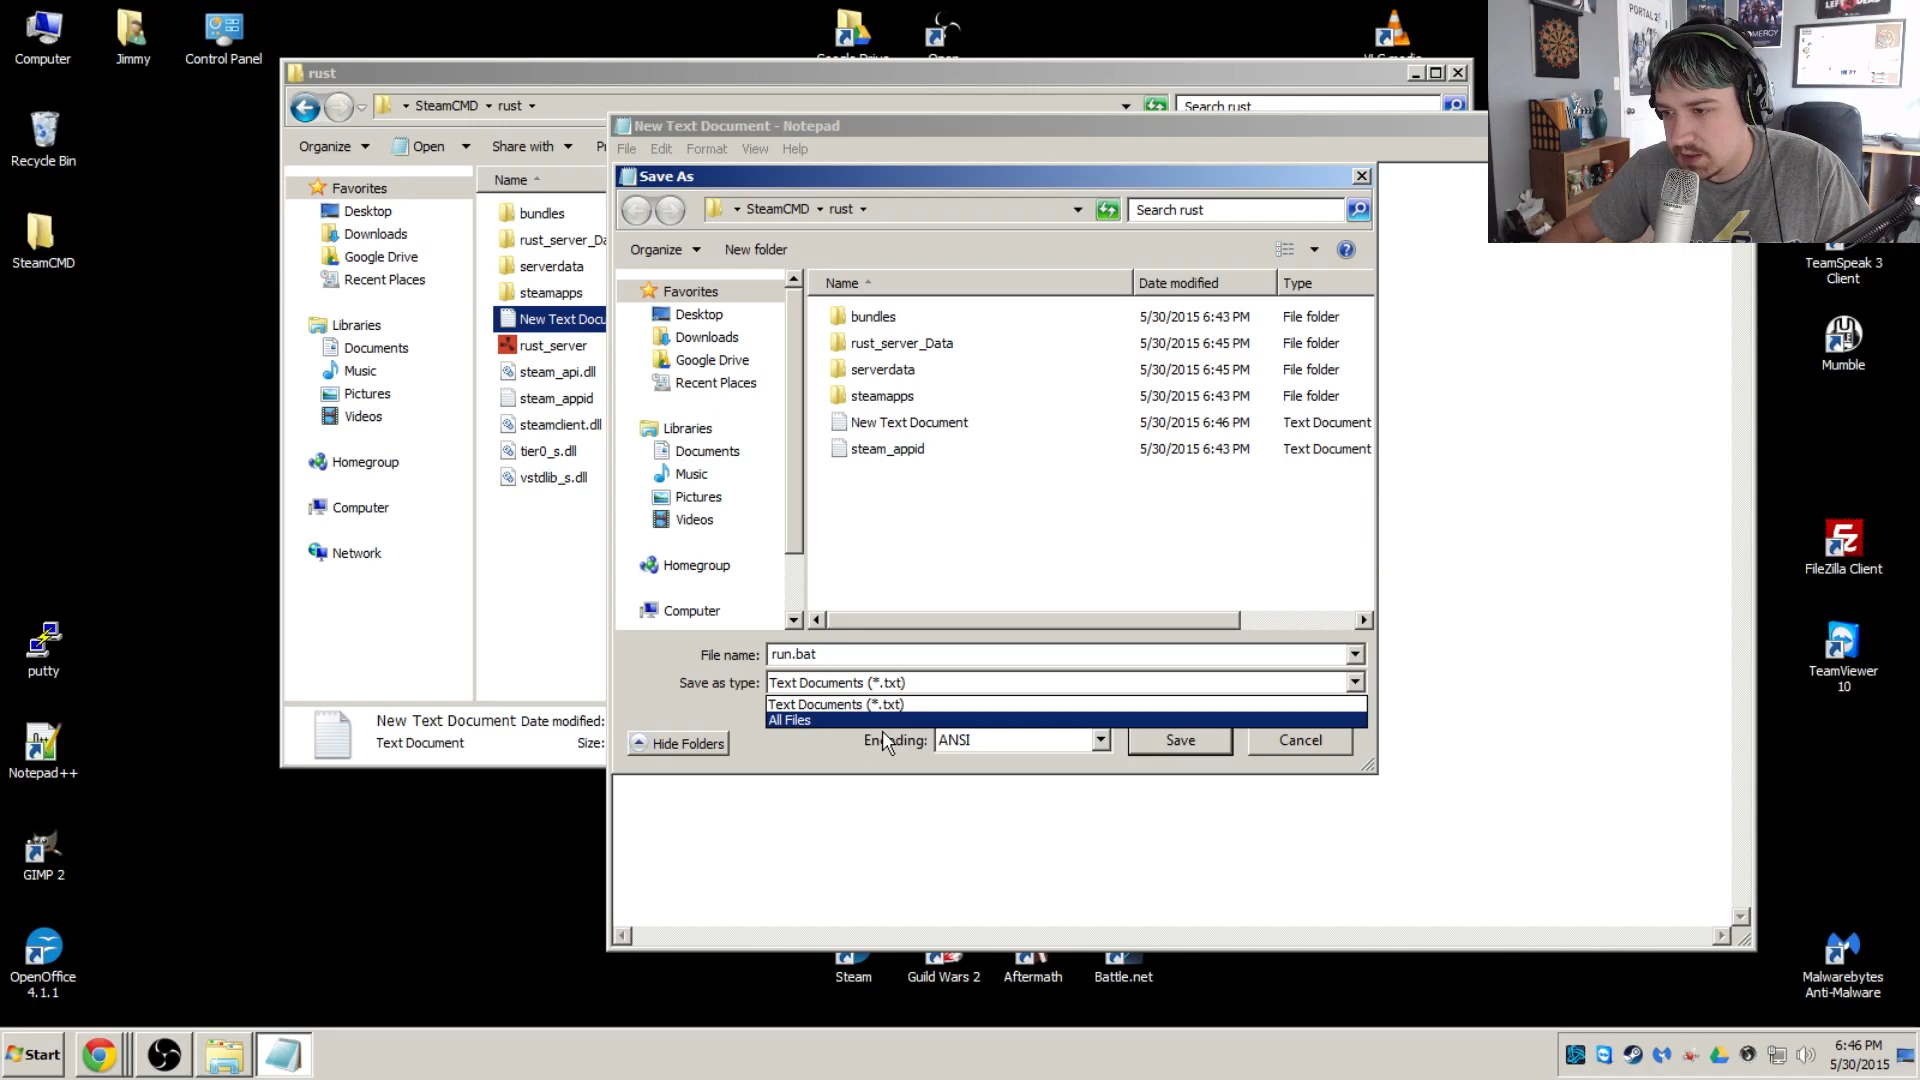 Computer
Jimmy
Control Panel
PORTAL 2
Recycle Bin
SteamCMD
putty
Notepad++
GIMP 2
OpenOffice
4.1.1
rust
SteamCMD
rust
Search rust
Organize
Open
Share with
Name
Favorites
Desktop
Downloads
Google Drive
Recent Places
Libraries
Documents
Music
Pictures
Videos
Homegroup
Computer
Network
bundles
rust_server_Da
serverdata
steamapps
New Text Docu
rust_server
steam_api.dll
steam_appid
steamclient.dll
tier0_s.dll
vstdlib_s.dll
New Text Document Date modified:
Text Document
Size:
New Text Document - Notepad
File Edit Format View Help
Save As
SteamCMD
rust
Search rust
Organize
New folder
Favorites
Desktop
Downloads
Google Drive
Recent Places
Libraries
Documents
Music
Pictures
Videos
Homegroup
Computer
Name
Date modified
Type
bundles 5/30/2015 6:43 PM File folder
rust_server_Data 5/30/2015 6:45 PM File folder
serverdata 5/30/2015 6:45 PM File folder
steamapps 5/30/2015 6:43 PM File folder
New Text Document 5/30/2015 6:46 PM Text Document
steam_appid 5/30/2015 6:43 PM Text Document
File name: run.bat
Save as type: Text Documents (*.txt)
Text Documents (*.txt)
All Files
Hide Folders
Encoding: ANSI
Save
Cancel
TeamSpeak 3
Client
Mumble
FileZilla Client
TeamViewer
10
Malwarebytes
Anti-Malware
Steam
Guild Wars 2
Aftermath
Battle.net
Start
6:46 PM
5/30/2015